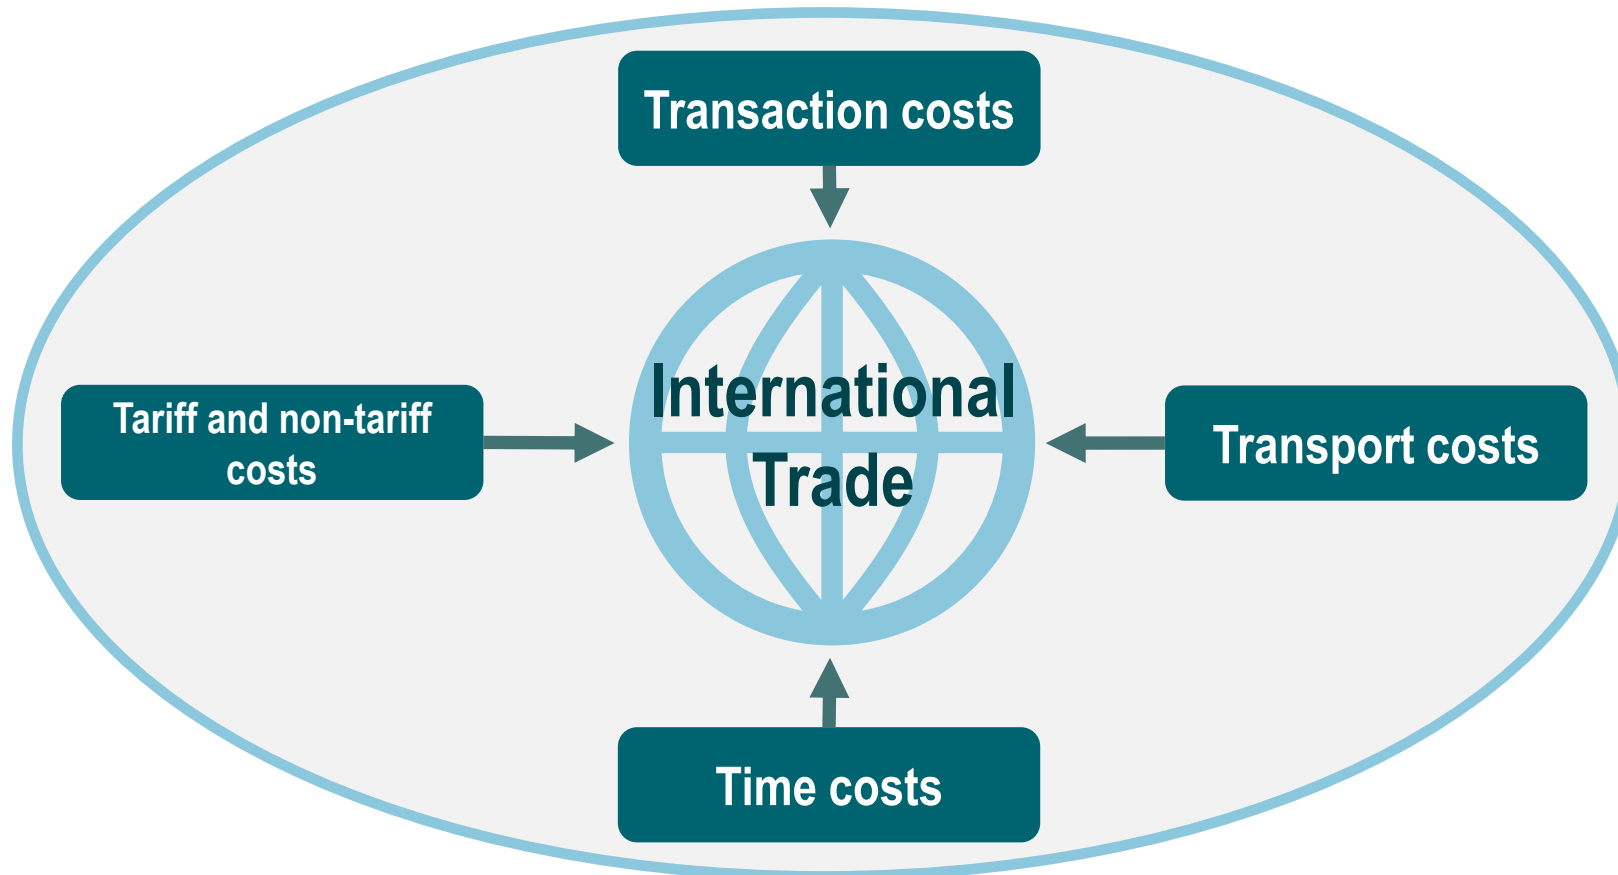 Transaction costs
International
Trade
Tariff and non-tariff
costs
Transport costs
Time costs